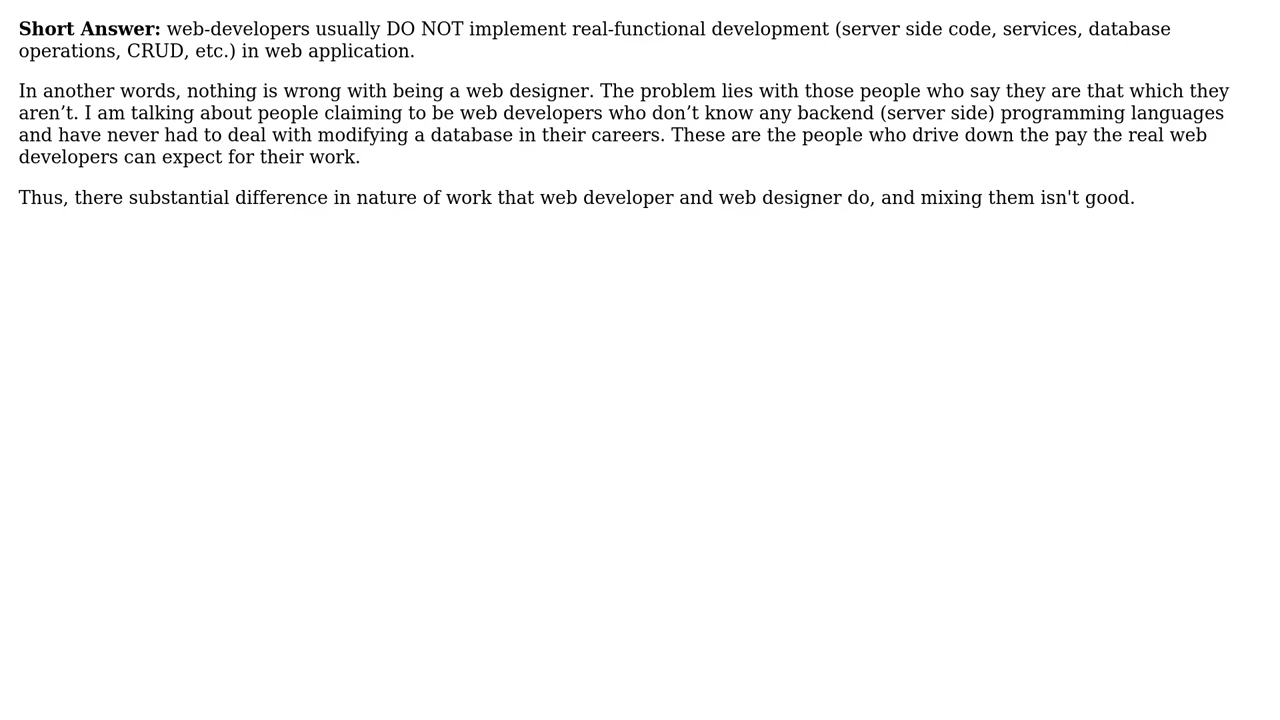 Short Answer: web-developers usually DO NOT implement real-functional development (server side code, services, database
operations, CRUD, etc.) in web application.
In another words, nothing is wrong with being a web designer. The problem lies with those people who say they are that which they
aren’t. I am talking about people claiming to be web developers who don’t know any backend (server side) programming languages
and have never had to deal with modifying a database in their careers. These are the people who drive down the pay the real web
developers can expect for their work.
Thus, there substantial difference in nature of work that web developer and web designer do, and mixing them isn't good.